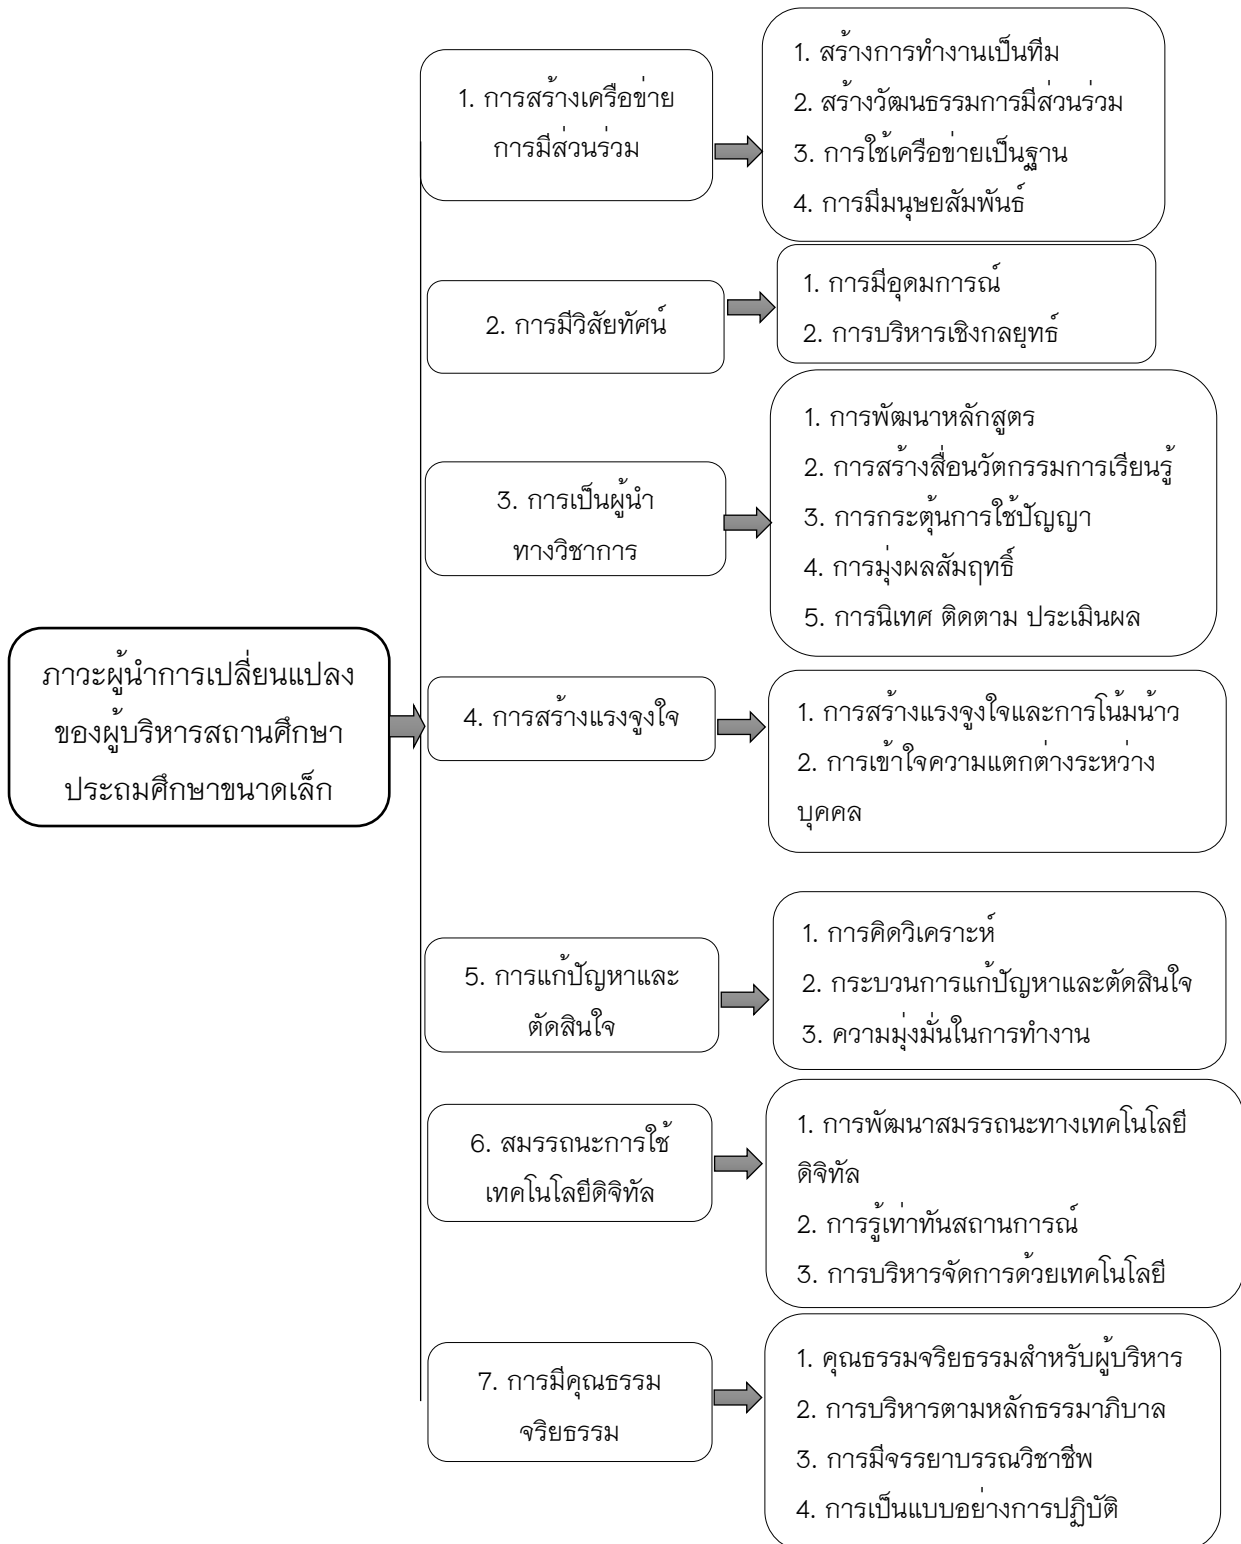 1. การสร้างเครือข่าย
การมีส่วนร่วม
1. สร้างการทำงานเป็นทีม
2. สร้างวัฒนธรรมการมีส่วนร่วม
3. การใช้เครือข่ายเป็นฐาน
4. การมีมนุษยสัมพันธ์
2. การมีวิสัยทัศน์
1. การมีอุดมการณ์
2. การบริหารเชิงกลยุทธ์
3. การเป็นผู้นำ
ทางวิชาการ
1. การพัฒนาหลักสูตร
2. การสร้างสื่อนวัตกรรมการเรียนรู้
3. การกระตุ้นการใช้ปัญญา
4. การมุ่งผลสัมฤทธิ์
5. การนิเทศ ติดตาม ประเมินผล
ภาวะผู้นำการเปลี่ยนแปลง
ของผู้บริหารสถานศึกษา
ประถมศึกษาขนาดเล็ก
4. การสร้างแรงจูงใจ
1. การสร้างแรงจูงใจและการโน้มน้าว
2. การเข้าใจความแตกต่างระหว่าง
บุคคล
5. การแก้ปัญหาและ
ตัดสินใจ
1. การคิดวิเคราะห์
2. กระบวนการแก้ปัญหาและตัดสินใจ
3. ความมุ่งมั่นในการทำงาน
6. สมรรถนะการใช้
เทคโนโลยีดิจิทัล
1. การพัฒนาสมรรถนะทางเทคโนโลยี
ดิจิทัล
2. การรู้เท่าทันสถานการณ์
3. การบริหารจัดการด้วยเทคโนโลยี
7. การมีคุณธรรม
จริยธรรม
1. คุณธรรมจริยธรรมสำหรับผู้บริหาร
2. การบริหารตามหลักธรรมาภิบาล
3. การมีจรรยาบรรณวิชาชีพ
4. การเป็นแบบอย่างการปฏิบัติ